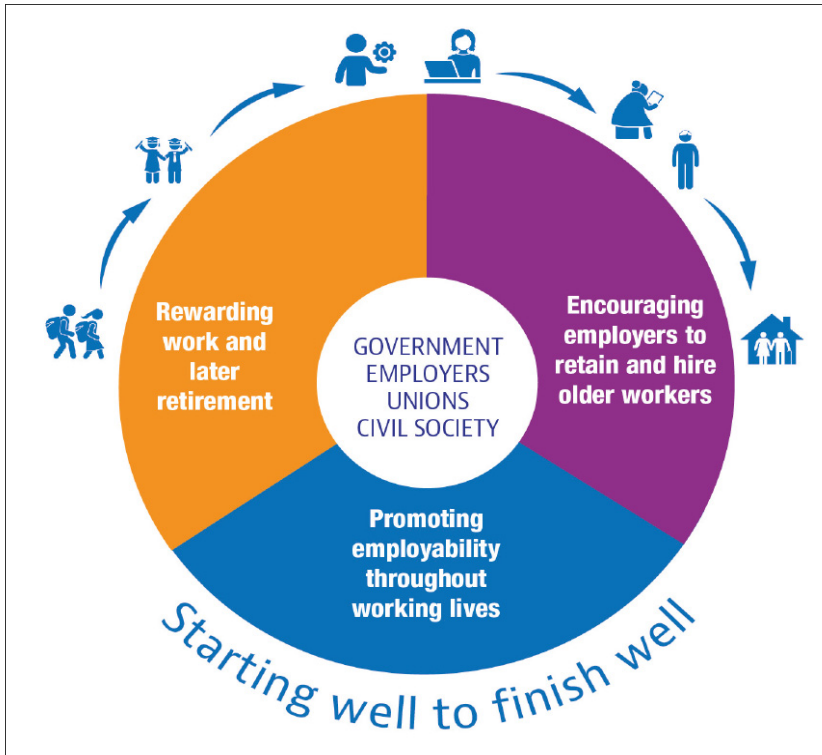 Rewarding
work and
later
retirement
GOVERNMENT
EMPLOYERS
UNIONS
CIVIL SOCIETY
Encouraging
employers to
retain and hire
older workers
Promoting
employability
throughout
working lives
Starting well to finish well